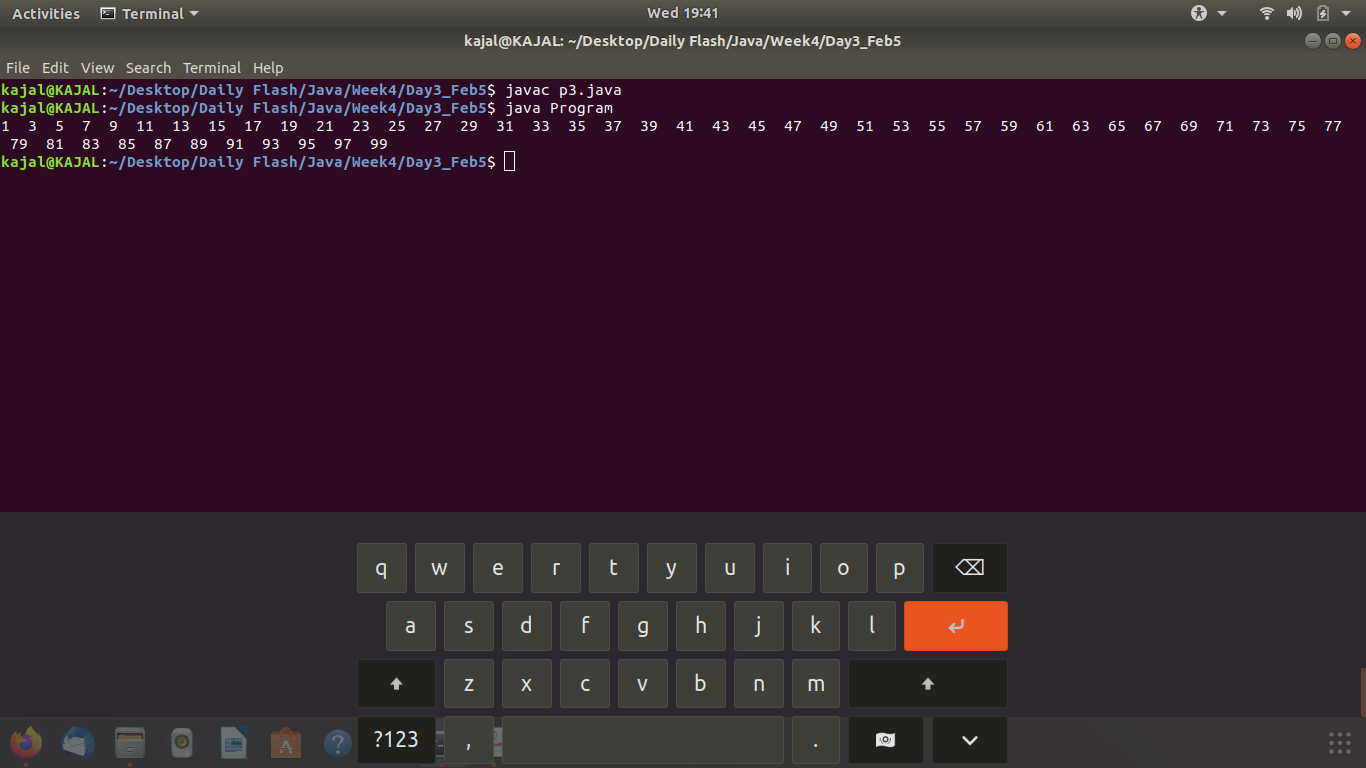 Activities Terminal Wed 19:41
kajal@KAJAL: ~/Desktop/Daily Flash/Java/Week4/Day3_Feb5
File Edit View Search Terminal Help
kajal@KAJAL:~/Desktop/Daily Flash/Java/Week4/Day3_Feb5$ javac p3.java
kajal@KAJAL:~/Desktop/Daily Flash/Java/Week4/Day3_Feb5$ java Program
1 3 5 7 9 11 13 15 17 19 21 23 25 27 29 31 33 35 37 39 41 43 45 47 49 51 53 55 57 59 61 63 65 67 69 71 73 75 77
79 81 83 85 87 89 91 93 95 97 99
kajal@KAJAL:~/Desktop/Daily Flash/Java/Week4/Day3_Feb5$
q w e r t y u i o p
a s d f g h j k l
z x c v b n m
?123 , .